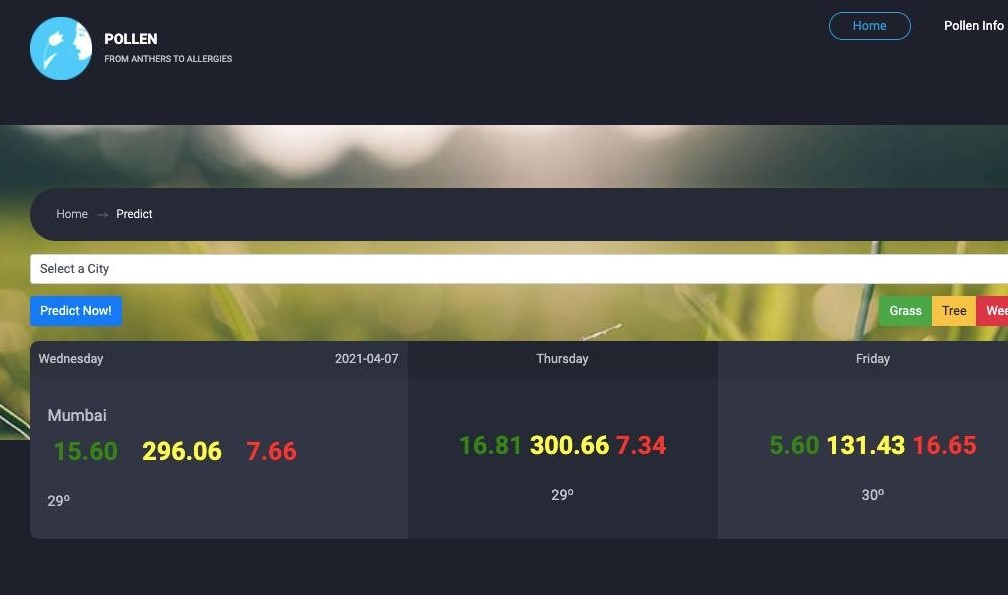 POLLEN
FROM ANTHERS TO ALLERGIES
Home Pollen Info
Home → Predict
Select a City
Predict Now!
Grass Tree Wee
Wednesday 2021-04-07 Thursday Friday
Mumbai
15.60 296.06 7.66
16.81 300.66 7.34
5.60 131.43 16.65
29º
29º
30º